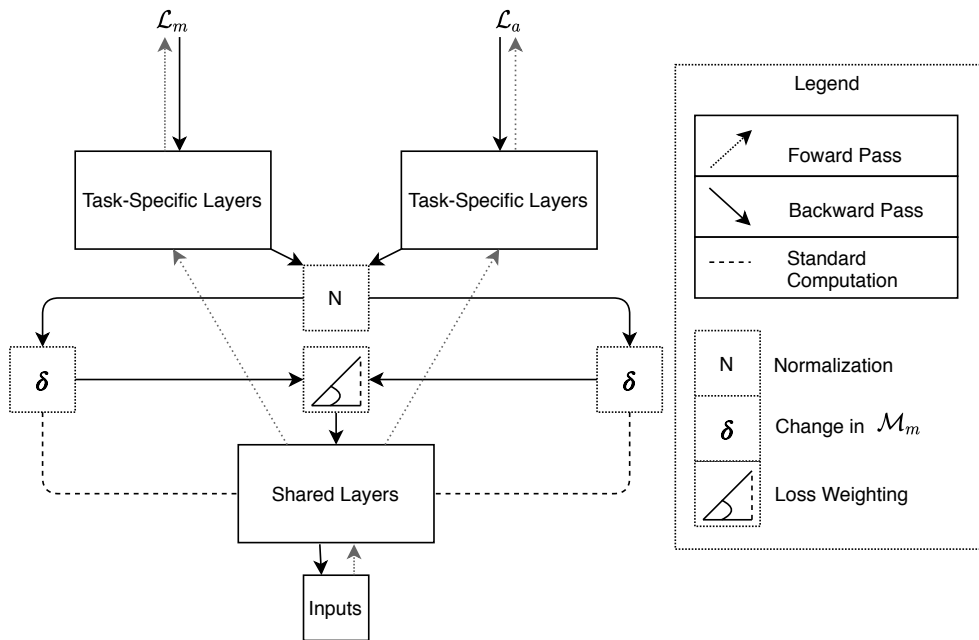 ℒₘ
ℒₐ
Task-Specific Layers
Task-Specific Layers
N
δ
δ
Shared Layers
Inputs
Legend
Foward Pass
Backward Pass
Standard
Computation
N
Normalization
δ
Change in ℳₘ
Loss Weighting